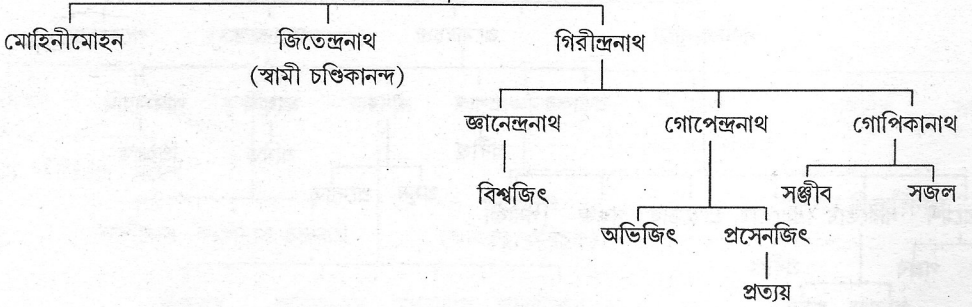 মোহিনীমোহন জিতেন্দ্রনাথ গিরীন্দ্রনাথ
(স্বামী চণ্ডিকানন্দ)
জ্ঞানেন্দ্রনাথ গোপেন্দ্রনাথ গোপিকানাথ
বিশ্বজিৎ সঞ্জীব সজল
অভিজিৎ প্রসেনজিৎ
প্রত্যয়